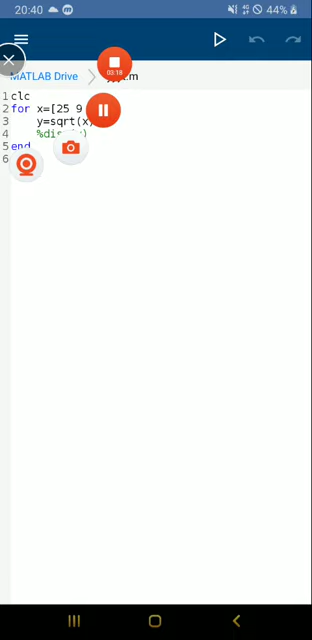 20:40 44%
MATLAB Drive .m
03:18
1 clc
2 for x=[25 9
3 y=sqrt(x)
4
5 end
6